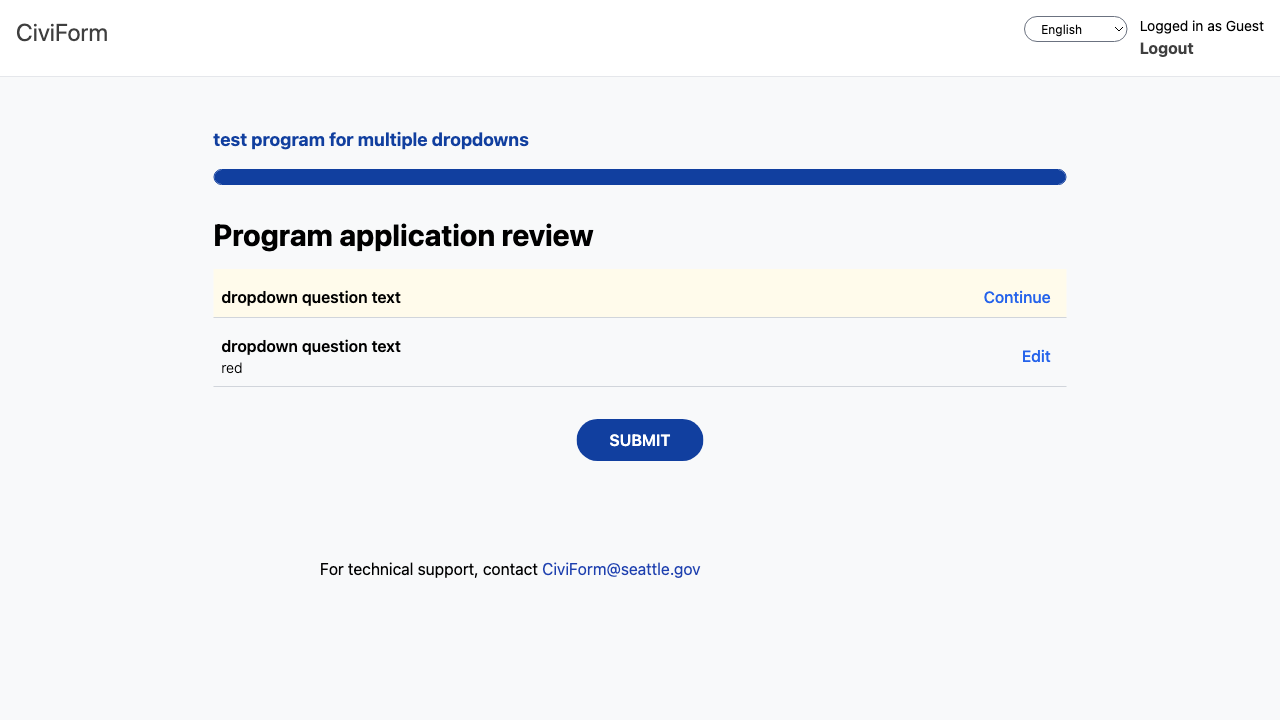 CiviForm
English
Logged in as Guest
Logout
test program for multiple dropdowns
Program application review
dropdown question text
Continue
dropdown question text
red
Edit
SUBMIT
For technical support, contact CiviForm@seattle.gov